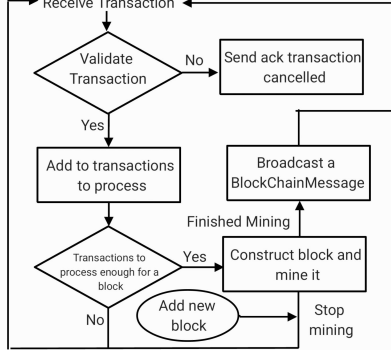 Receive Transaction
Validate
Transaction
No
Send ack transaction
cancelled
Yes
Add to transactions
to process
Broadcast a
BlockChainMessage
Finished Mining
Transactions to
process enough for a
block
Yes
Construct block and
mine it
Add new
block
Stop
mining
No